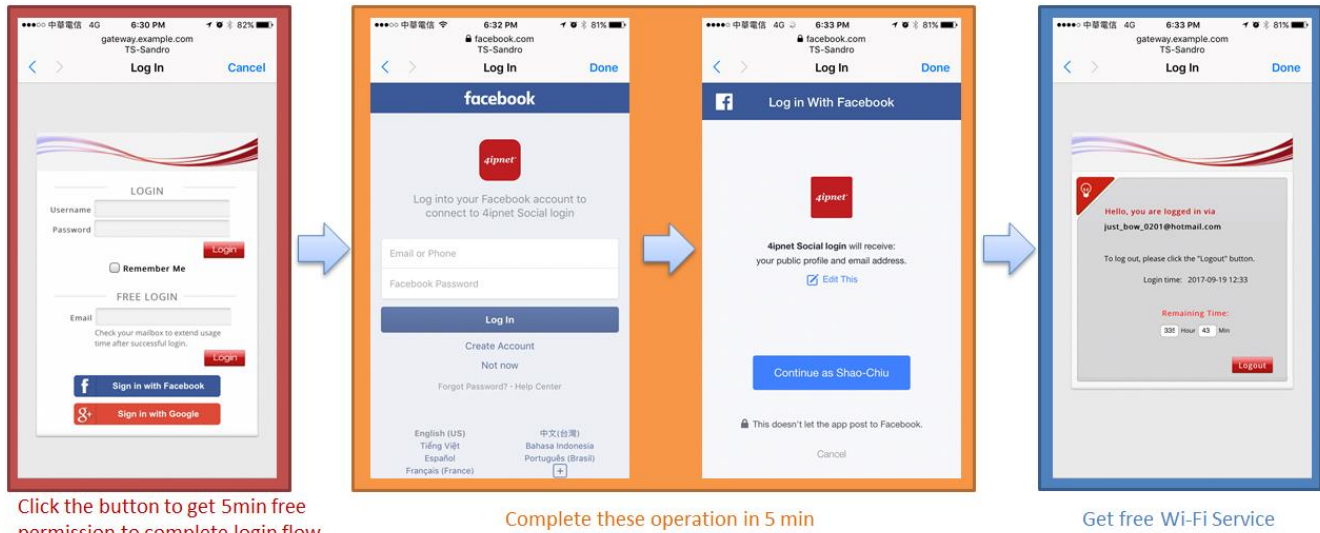 中華電信 4G 6:30 PM 82%
gateway.example.com
TS-Sandro
< > Log In Cancel
LOGIN
Username
Password
Login
Remember Me
FREE LOGIN
Email
Check your mailbox to extend usage
time after successful login.
Login
f Sign in with Facebook
8+ Sign in with Google
Click the button to get 5min free
permission to complete login flow
中華電信 6:32 PM 81%
facebook.com
TS-Sandro
< > Log In Done
facebook
4ipnet
Log into your Facebook account to
connect to 4ipnet Social login
Email or Phone
Facebook Password
Log In
Create Account
Not now
Forgot Password? · Help Center
English (US) 中文(台灣)
Tiếng Việt Bahasa Indonesia
Español Português (Brasil)
Français (France) +
中華電信 4G 6:33 PM 81%
facebook.com
TS-Sandro
< > Log In Done
f Log in With Facebook
4ipnet
4ipnet Social login will receive:
your public profile and email address.
Edit This
Continue as Shao-Chiu
This doesn't let the app post to Facebook.
Cancel
Complete these operation in 5 min
中華電信 4G 6:33 PM 81%
gateway.example.com
TS-Sandro
< > Log In Done
Hello, you are logged in via
just_bow_0201@hotmail.com
To log out, please click the "Logout" button.
Login time: 2017-09-19 12:33
Remaining Time:
335 Hour 43 Min
Logout
Get free Wi-Fi Service